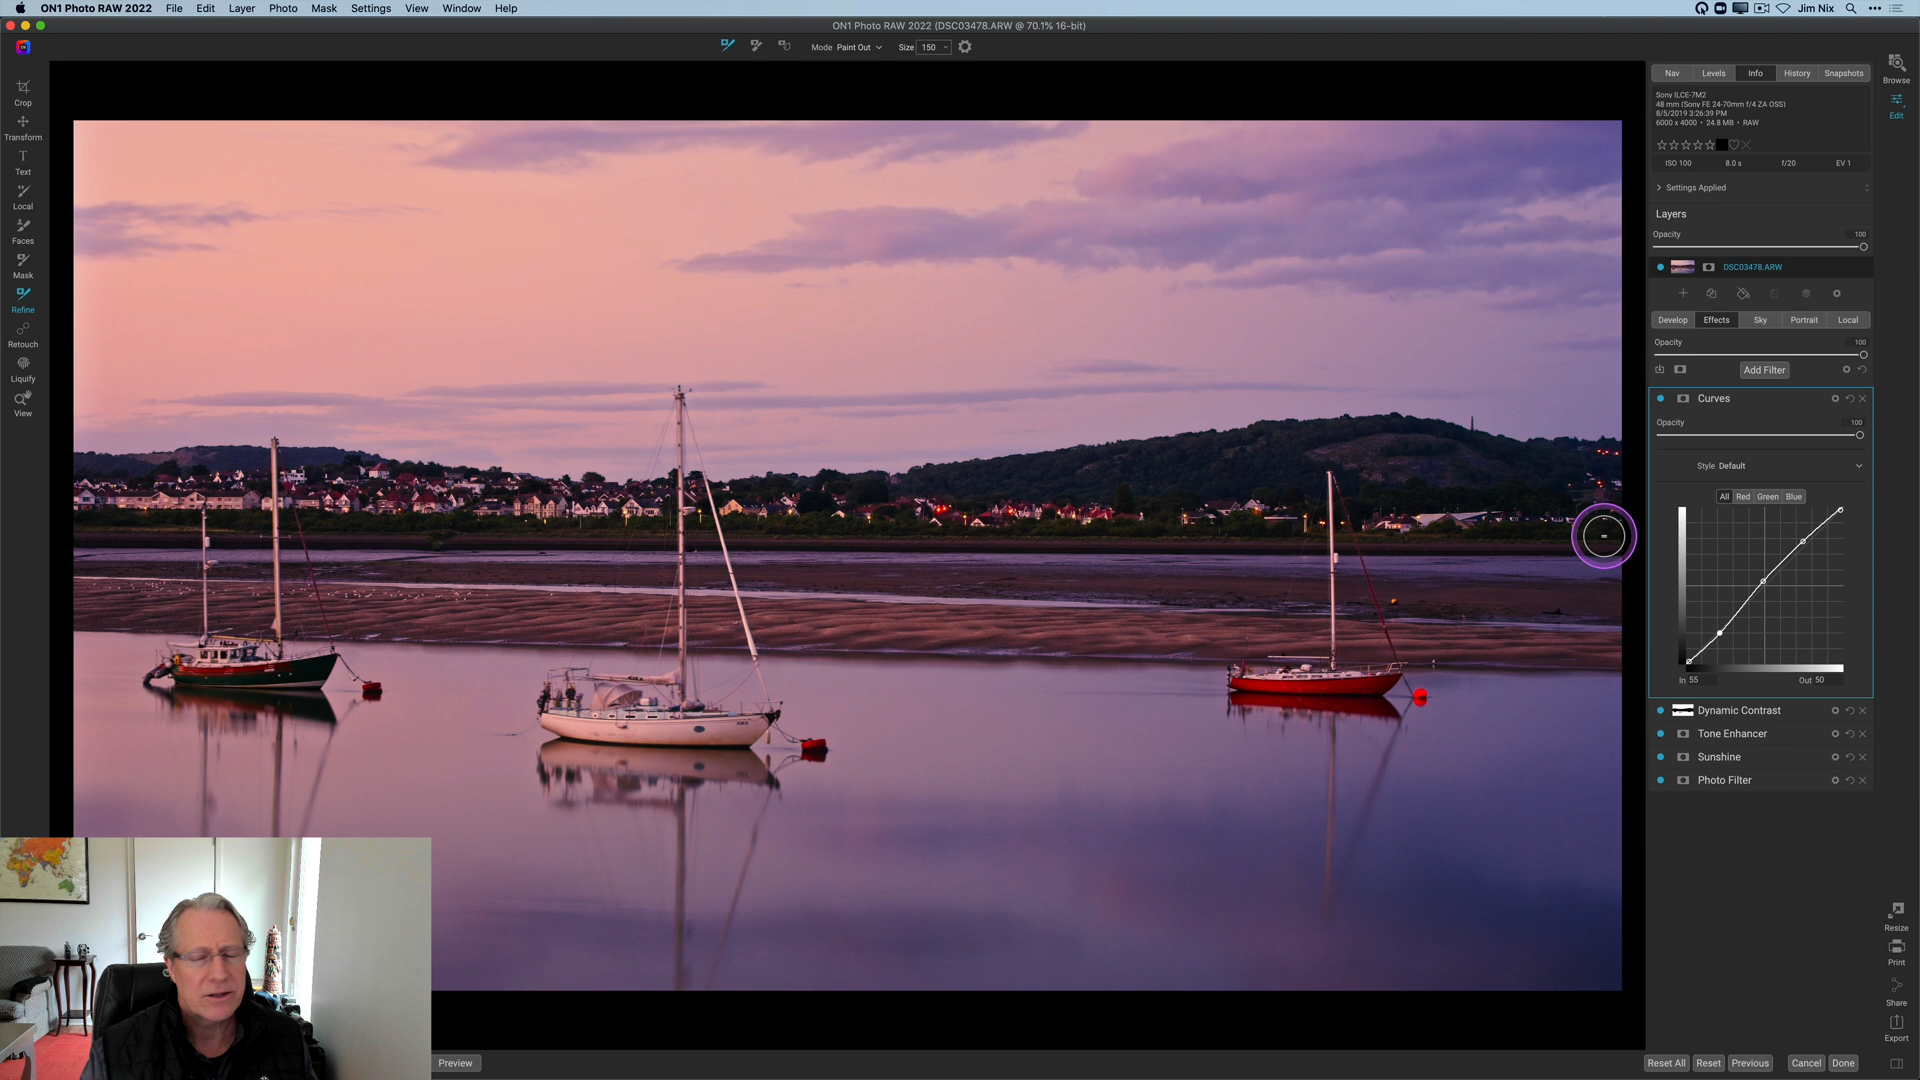 ON1 Photo RAW 2022 File Edit Layer Photo Mask Settings View Window Help Jim Nix
ON1 Photo RAW 2022 (DSC03478.ARW @ 70.1% 16-bit)
Mode Paint Out Size 150
Crop
Transform
Text
Local
Faces
Mask
Refine
Retouch
Liquify
View
Nav Levels Info History Snapshots
Sony ILCE-7M2
48 mm (Sony FE 24-70mm f/4 ZA OSS)
8/5/2019 3:26:39 PM
6000 x 4000 • 24.8 MB • RAW
ISO 100 8.0 s f/20 EV 1
Settings Applied
Layers
Opacity 100
DSC03478.ARW
Develop Effects Sky Portrait Local
Opacity 100
Add Filter
Curves
Opacity 100
Style Default
All Red Green Blue
In 55 Out 50
Dynamic Contrast
Tone Enhancer
Sunshine
Photo Filter
Browse
Edit
Resize
Print
Share
Export
Preview
Reset All Reset Previous Cancel Done